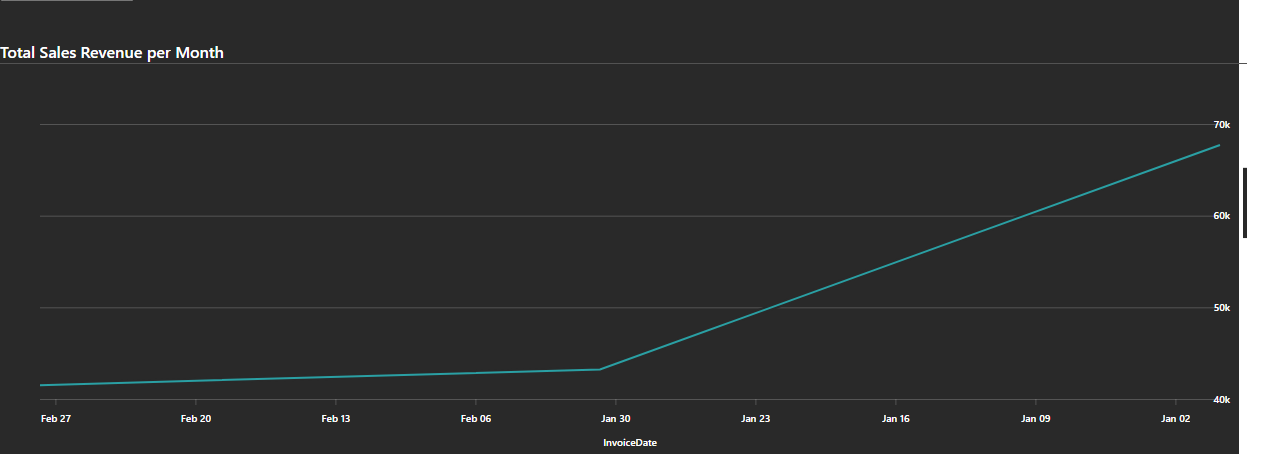 Total Sales Revenue per Month
70k
60k
50k
40k
Feb 27 Feb 20 Feb 13 Feb 06 Jan 30 Jan 23 Jan 16 Jan 09 Jan 02
InvoiceDate